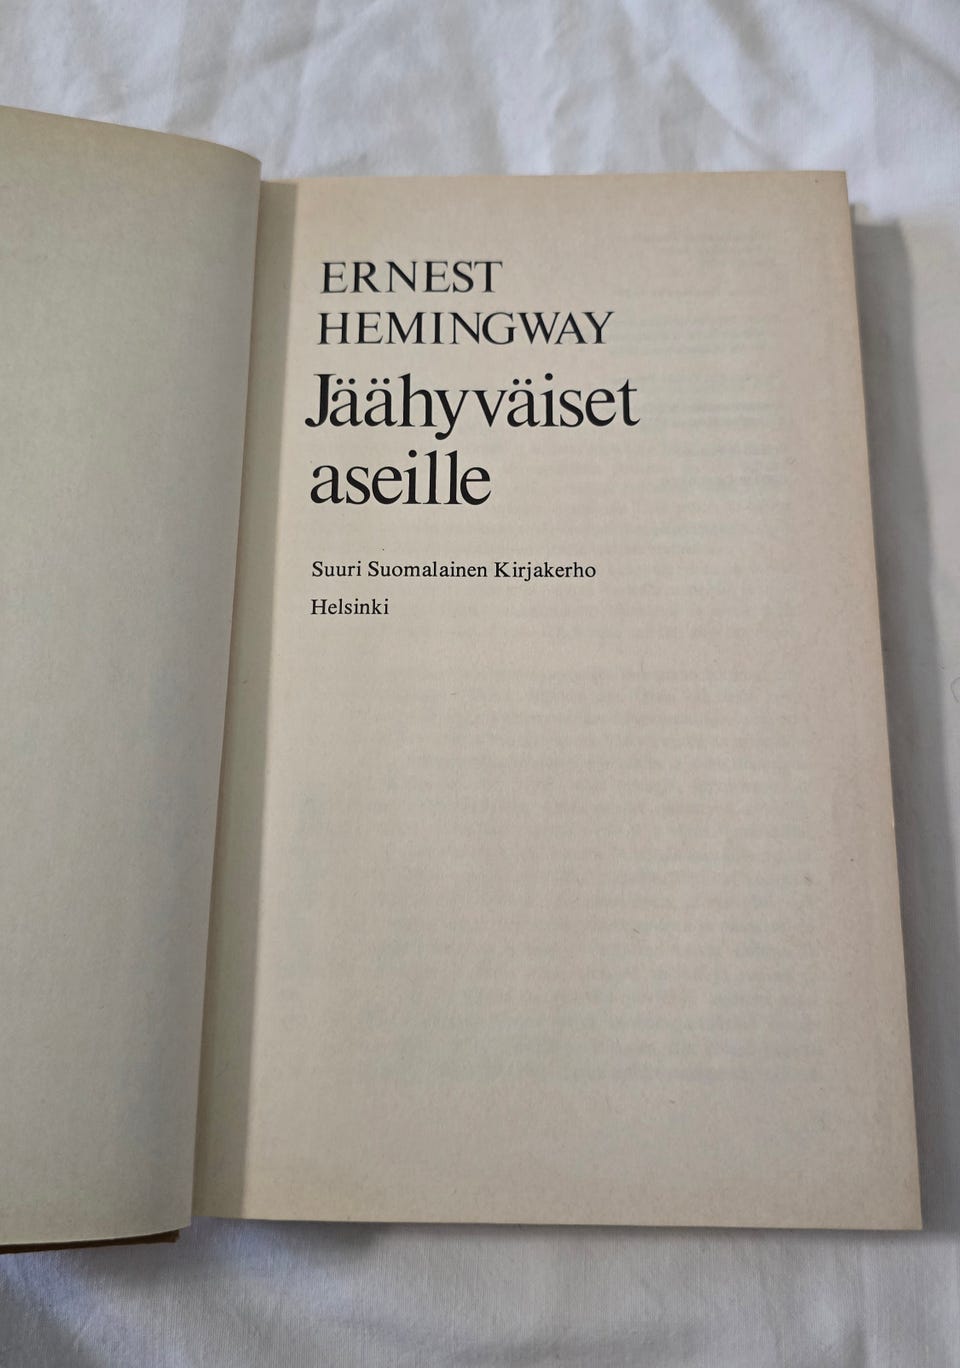 ERNEST
HEMINGWAY
Jäähyväiset
aseille
Suuri Suomalainen Kirjakerho
Helsinki